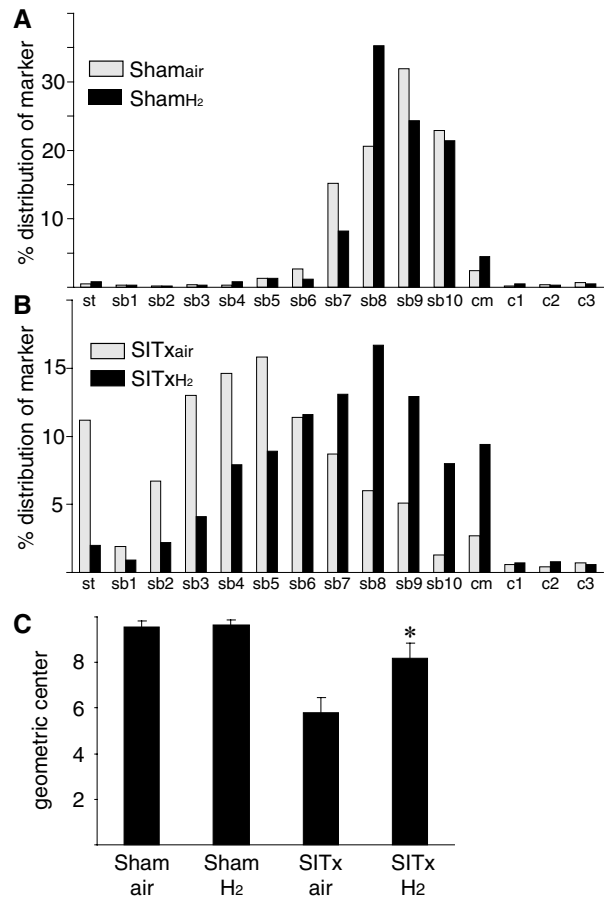 A
% distribution of marker
30
20
10
Shamair
ShamH2
st sb1 sb2 sb3 sb4 sb5 sb6 sb7 sb8 sb9 sb10 cm c1 c2 c3
B
% distribution of marker
15
10
5
SITxair
SITxH2
st sb1 sb2 sb3 sb4 sb5 sb6 sb7 sb8 sb9 sb10 cm c1 c2 c3
C
geometric center
8
6
4
2
*
Sham Sham SITx SITx
air H2 air H2